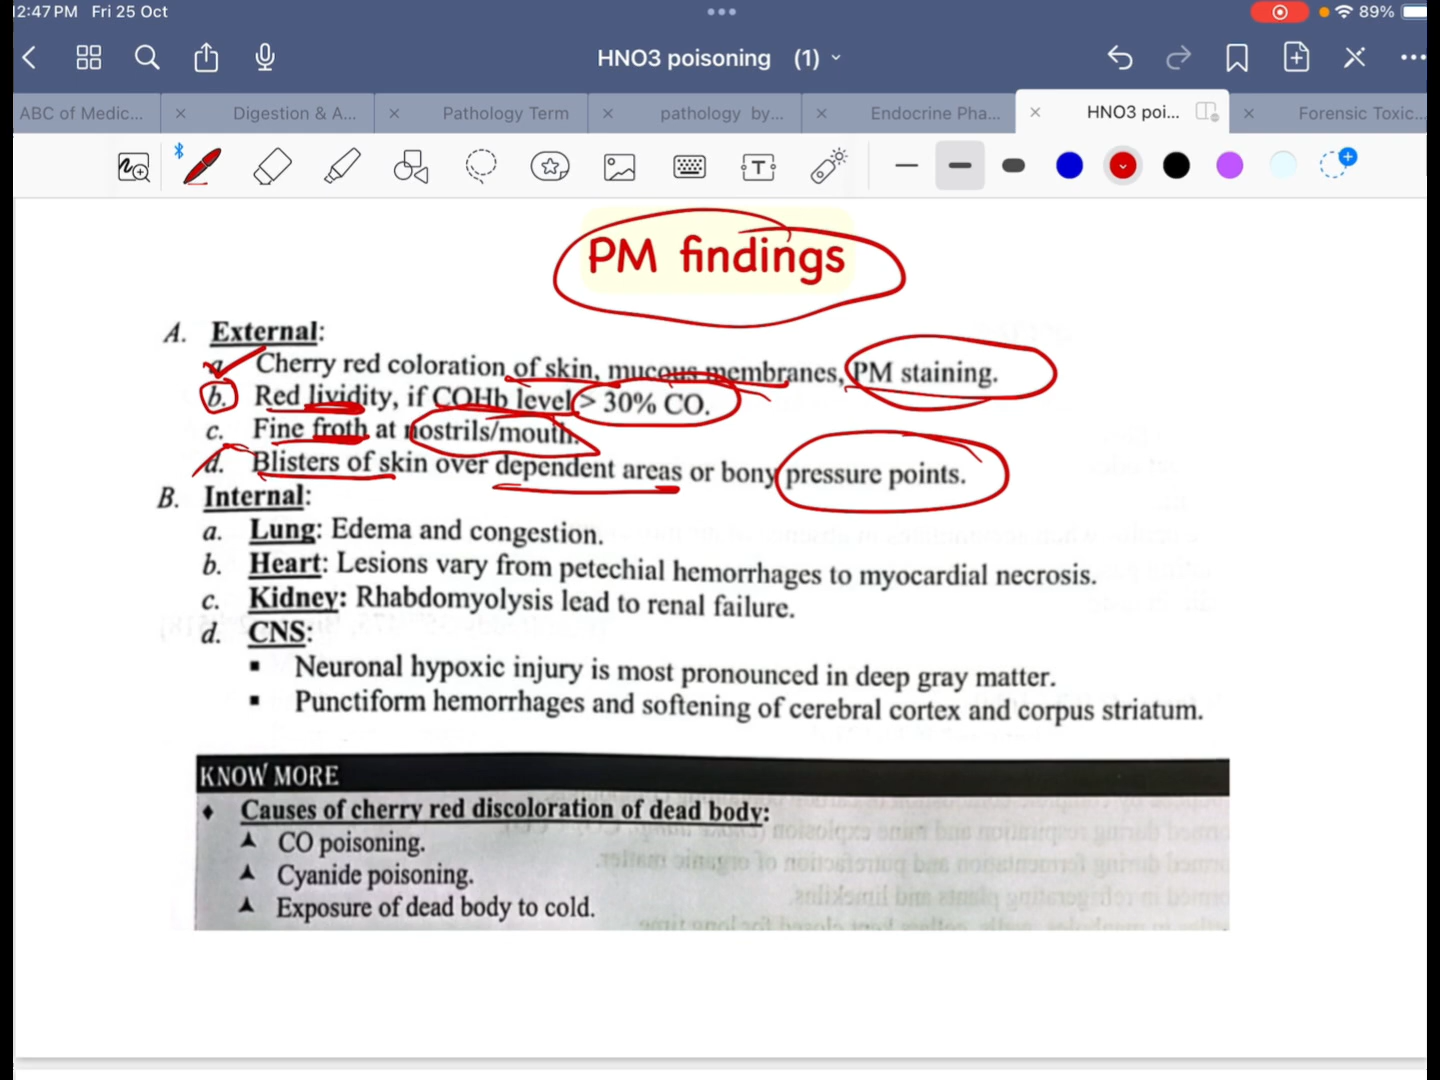 12:47 PM Fri 25 Oct
89%
HNO3 poisoning (1)
ABC of Medic...
Digestion & A...
Pathology Term
pathology by...
Endocrine Pha...
HNO3 poi...
Forensic Toxic...
PM findings
A. External:
a. Cherry red coloration of skin, mucous membranes, PM staining.
b. Red lividity, if COHb level > 30% CO.
c. Fine froth at nostrils/mouth.
d. Blisters of skin over dependent areas or bony pressure points.
B. Internal:
a. Lung: Edema and congestion.
b. Heart: Lesions vary from petechial hemorrhages to myocardial necrosis.
c. Kidney: Rhabdomyolysis lead to renal failure.
d. CNS:
▪ Neuronal hypoxic injury is most pronounced in deep gray matter.
▪ Punctiform hemorrhages and softening of cerebral cortex and corpus striatum.
KNOW MORE
♦ Causes of cherry red discoloration of dead body:
CO poisoning.
Cyanide poisoning.
Exposure of dead body to cold.